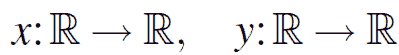 x: ℝ → ℝ, y: ℝ → ℝ